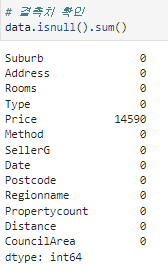 # 결측치 확인
data.isnull().sum()
Suburb 0
Address 0
Rooms 0
Type 0
Price 14590
Method 0
SellerG 0
Date 0
Postcode 0
Regionname 0
Propertycount 0
Distance 0
CouncilArea 0
dtype: int64